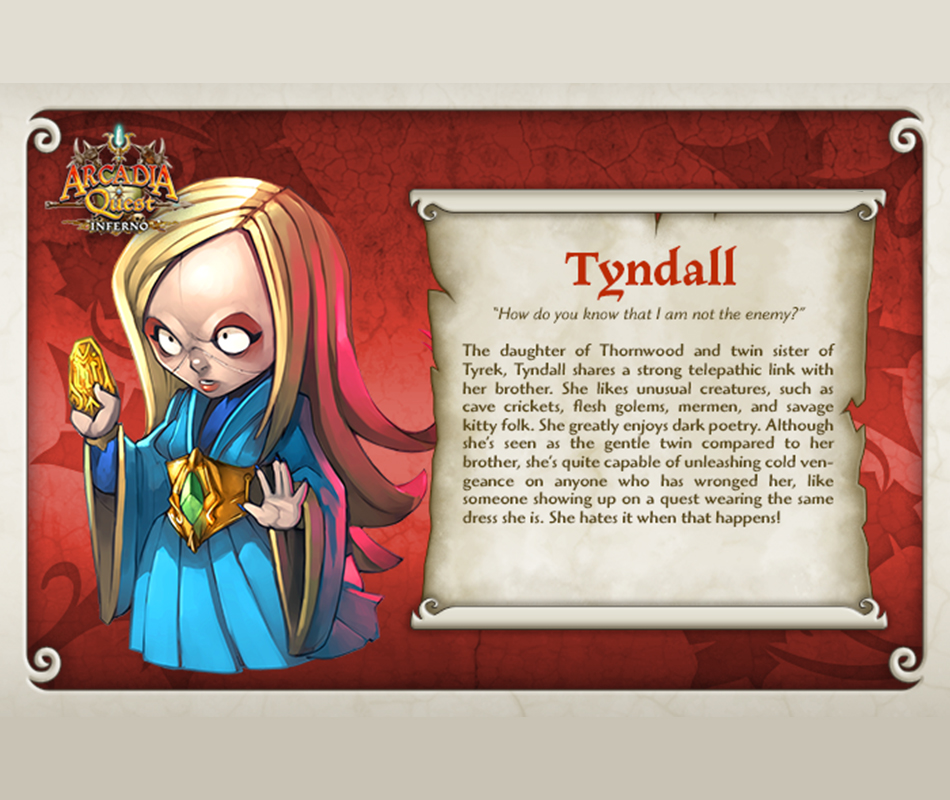 ARCADIA
Quest
INFERNO
Tyndall
“How do you know that I am not the enemy?”
The daughter of Thornwood and twin sister of
Tyrek, Tyndall shares a strong telepathic link with
her brother. She likes unusual creatures, such as
cave crickets, flesh golems, mermen, and savage
kitty folk. She greatly enjoys dark poetry. Although
she’s seen as the gentle twin compared to her
brother, she’s quite capable of unleashing cold ven-
geance on anyone who has wronged her, like
someone showing up on a quest wearing the same
dress she is. She hates it when that happens!